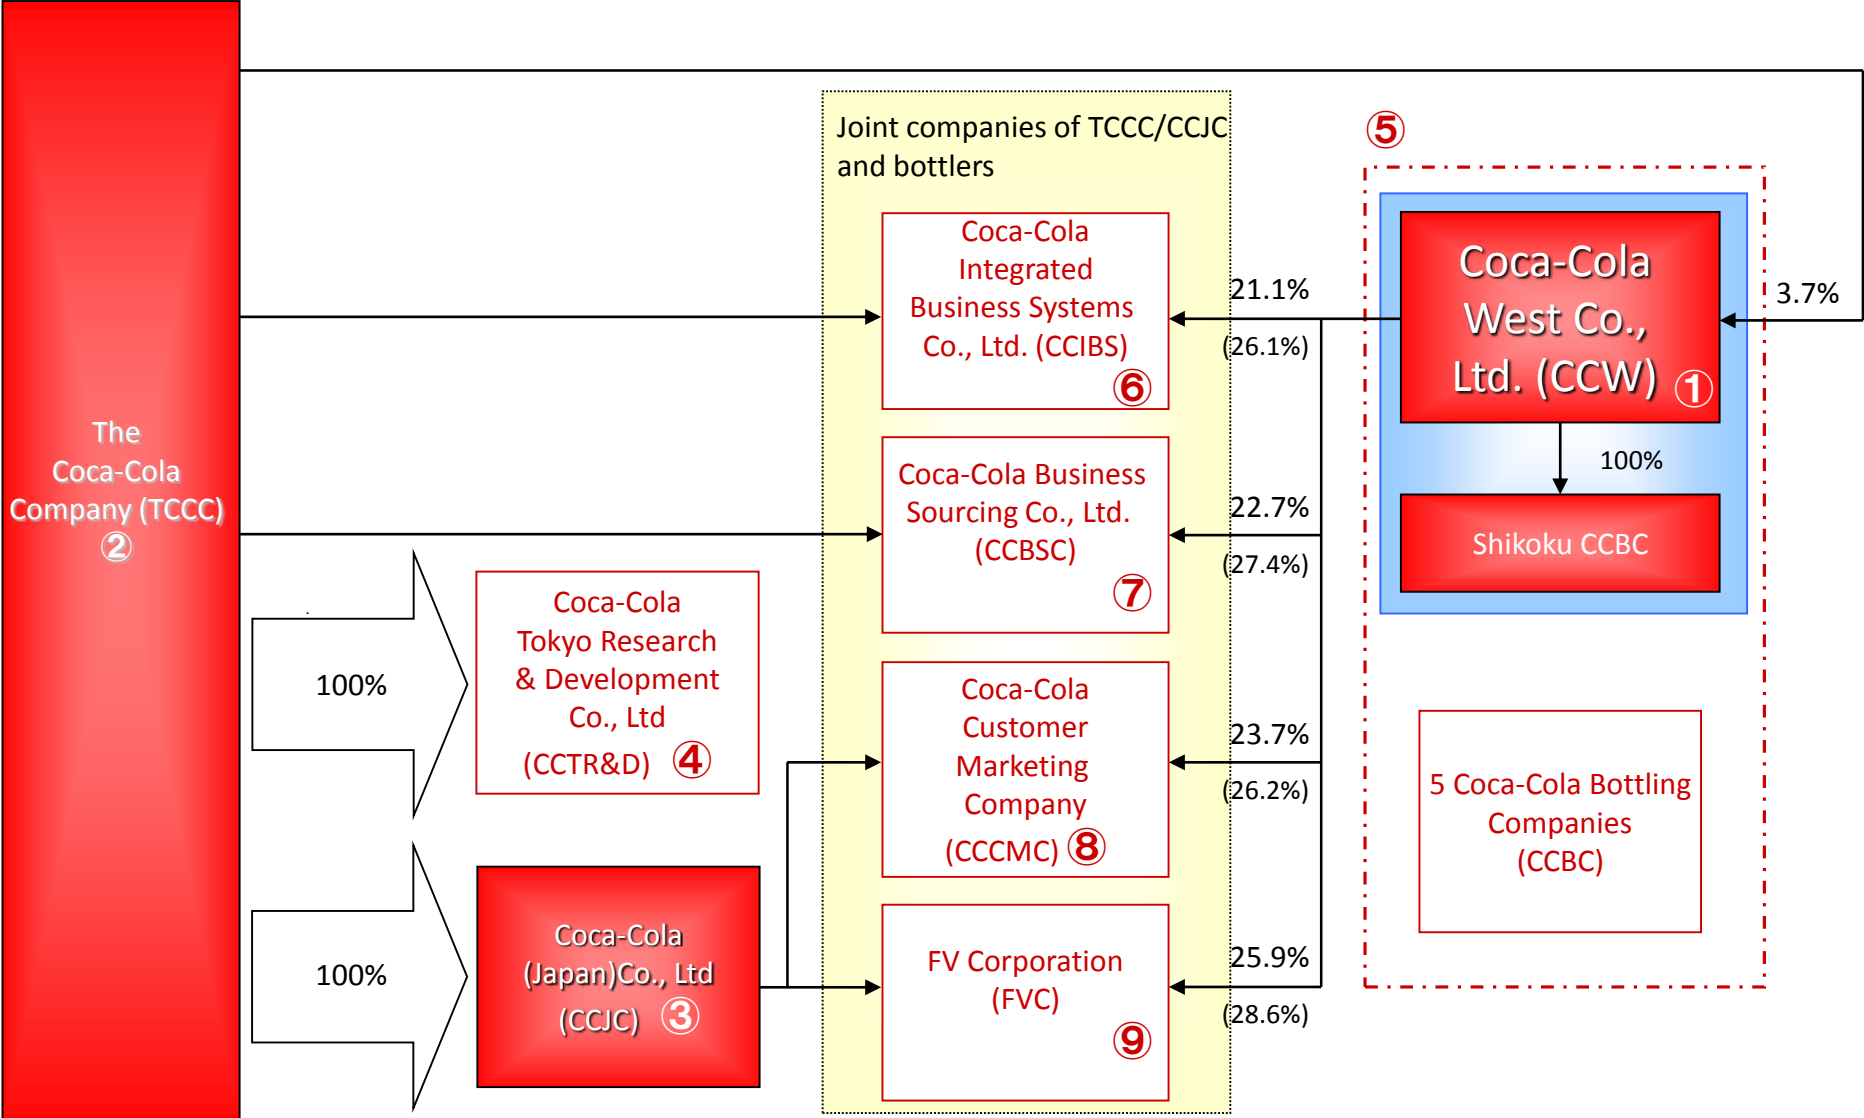 The
Coca-Cola
Company (TCCC)
②
100%
Coca-Cola
Tokyo Research
& Development
Co., Ltd
(CCTR&D) ④
100%
Coca-Cola
(Japan)Co., Ltd
(CCJC) ③
Joint companies of TCCC/CCJC
and bottlers
Coca-Cola
Integrated
Business Systems
Co., Ltd. (CCIBS)
⑥
Coca-Cola Business
Sourcing Co., Ltd.
(CCBSC)
⑦
Coca-Cola
Customer
Marketing
Company
(CCCMC) ⑧
FV Corporation
(FVC)
⑨
21.1%
(26.1%)
22.7%
(27.4%)
23.7%
(26.2%)
25.9%
(28.6%)
⑤
Coca-Cola
West Co.,
Ltd. (CCW) ①
3.7%
100%
Shikoku CCBC
5 Coca-Cola Bottling
Companies
(CCBC)